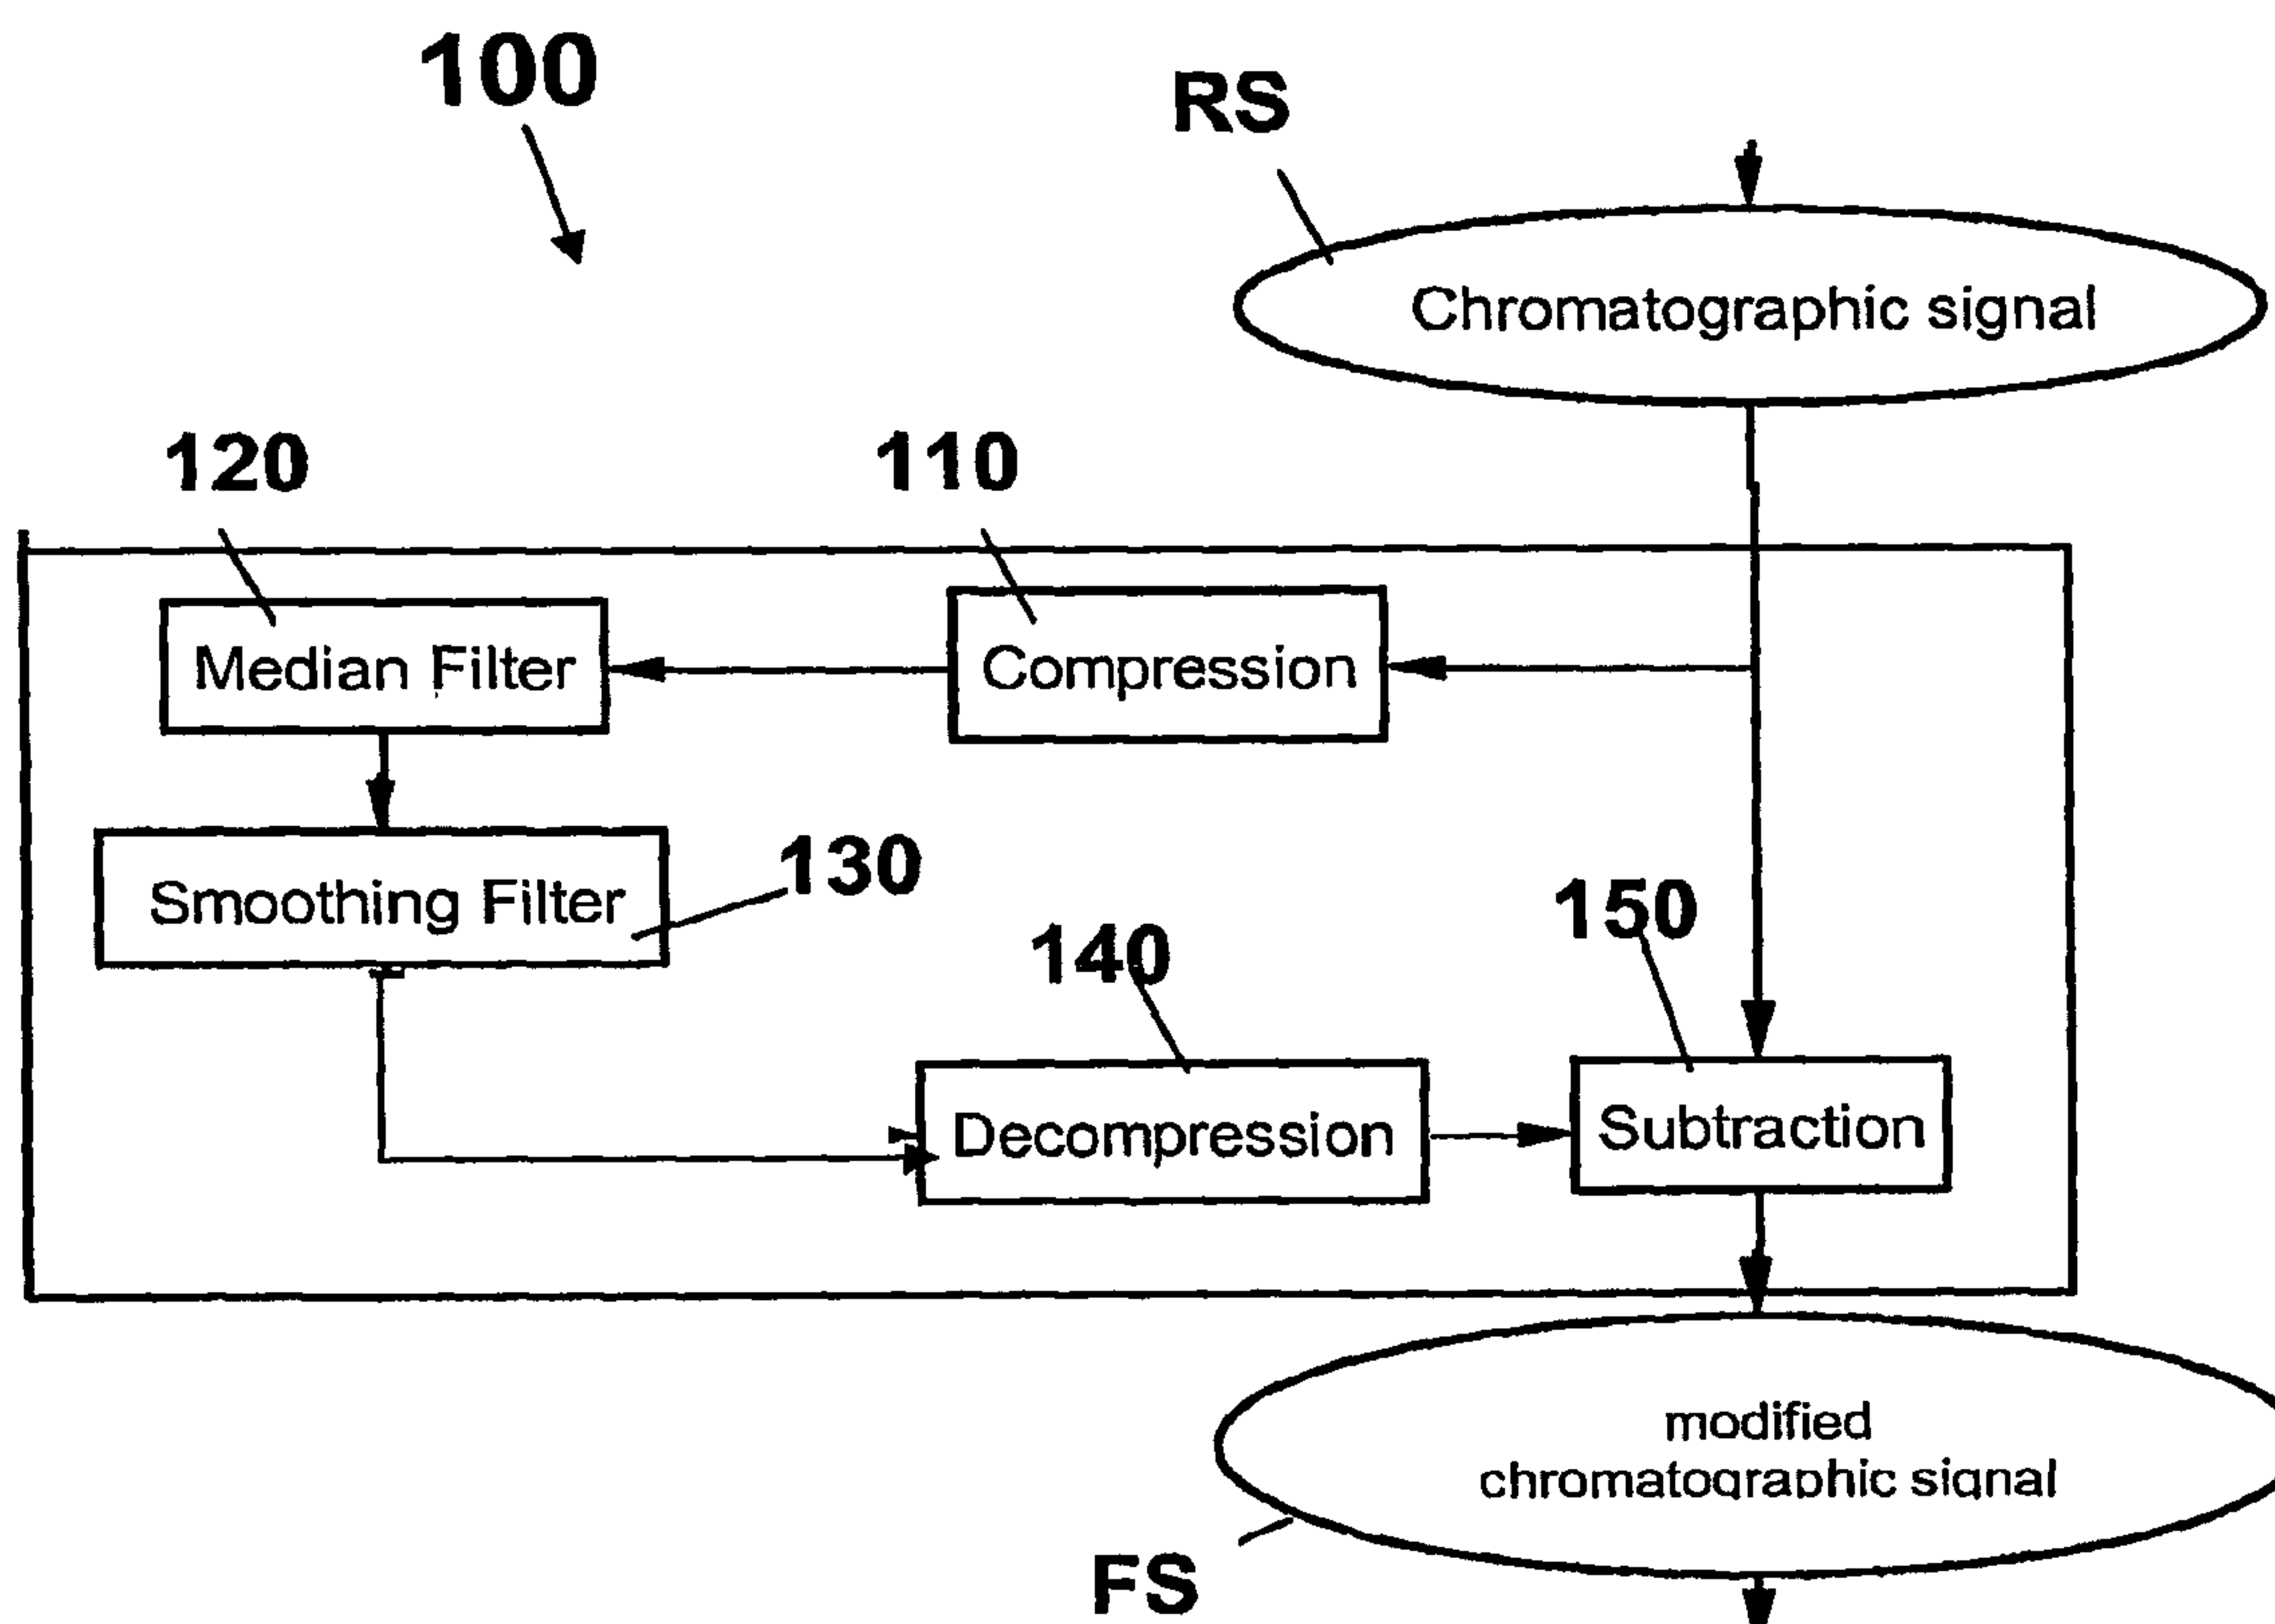 100
RS
Chromatographic signal
120
110
Median Filter
Compression
130
Smoothing Filter
150
140
Decompression
Subtraction
modified
chromatographic signal
FS